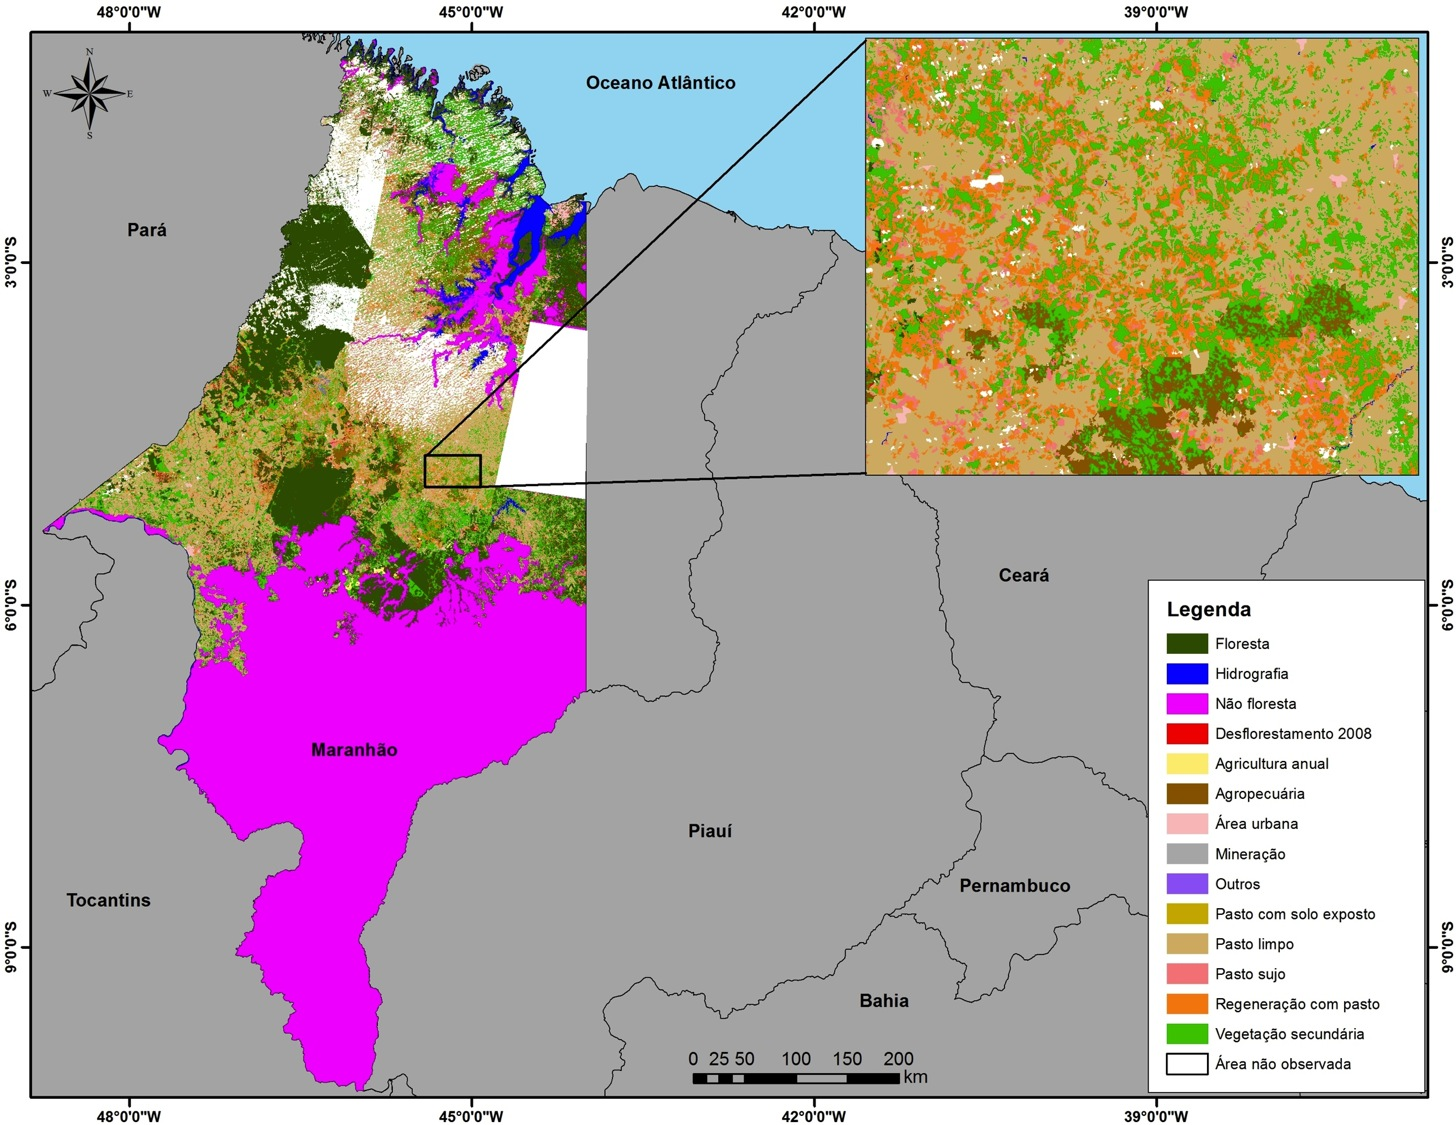 48°0'0"W 45°0'0"W 42°0'0"W 39°0'0"W
N
W E
S
Oceano Atlântico
Pará
3°0'0"S 3°0'0"S
Ceará
6°0'0"S 6°0'0"S
Legenda
Floresta
Hidrografia
Não floresta
Desflorestamento 2008
Agricultura anual
Agropecuária
Área urbana
Mineração
Outros
Pasto com solo exposto
Pasto limpo
Pasto sujo
Regeneração com pasto
Vegetação secundária
Área não observada
Maranhão
Piauí
Pernambuco
Tocantins
9°0'0"S 9°0'0"S
Bahia
0 25 50 100 150 200
km
48°0'0"W 45°0'0"W 42°0'0"W 39°0'0"W